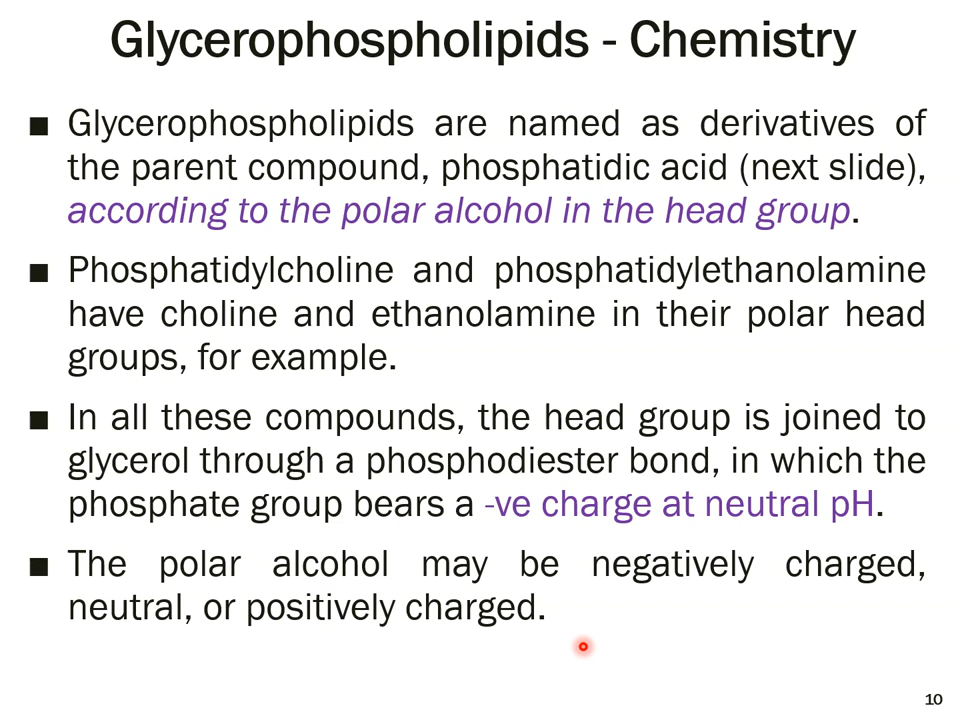 Glycerophospholipids - Chemistry
■ Glycerophospholipids are named as derivatives of
the parent compound, phosphatidic acid (next slide),
according to the polar alcohol in the head group.
■ Phosphatidylcholine and phosphatidylethanolamine
have choline and ethanolamine in their polar head
groups, for example.
■ In all these compounds, the head group is joined to
glycerol through a phosphodiester bond, in which the
phosphate group bears a -ve charge at neutral pH.
■ The polar alcohol may be negatively charged,
neutral, or positively charged.
10